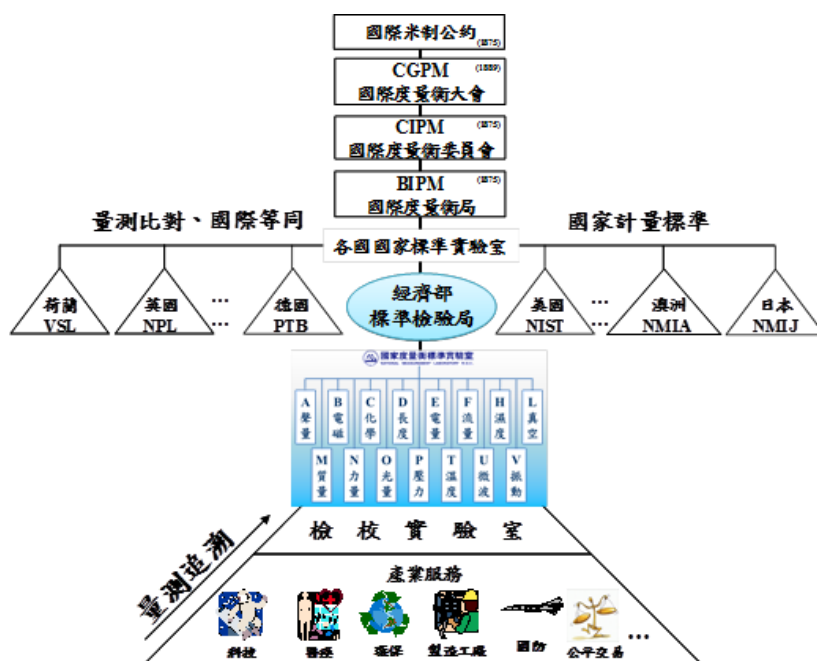 國際米制公約 (1875)
CGPM (1889)
國際度量衡大會
CIPM (1875)
國際度量衡委員會
BIPM (1875)
國際度量衡局
量測比對、國際等同
國家計量標準
各國國家標準實驗室
荷蘭
VSL
英國
NPL
...
...
德國
PTB
經濟部
標準檢驗局
美國
NIST
...
...
澳洲
NMIA
日本
NMIJ
國家度量衡標準實驗室
NATIONAL MEASUREMENT LABORATORY R.O.C.
A 聲量
B 電磁
C 化學
D 長度
E 電量
F 流量
H 濕度
L 真空
M 質量
N 力量
O 光量
P 壓力
T 溫度
U 微波
V 振動
量測追溯
檢校實驗室
產業服務
科技
醫療
環保
製造工廠
國防
公平交易
...